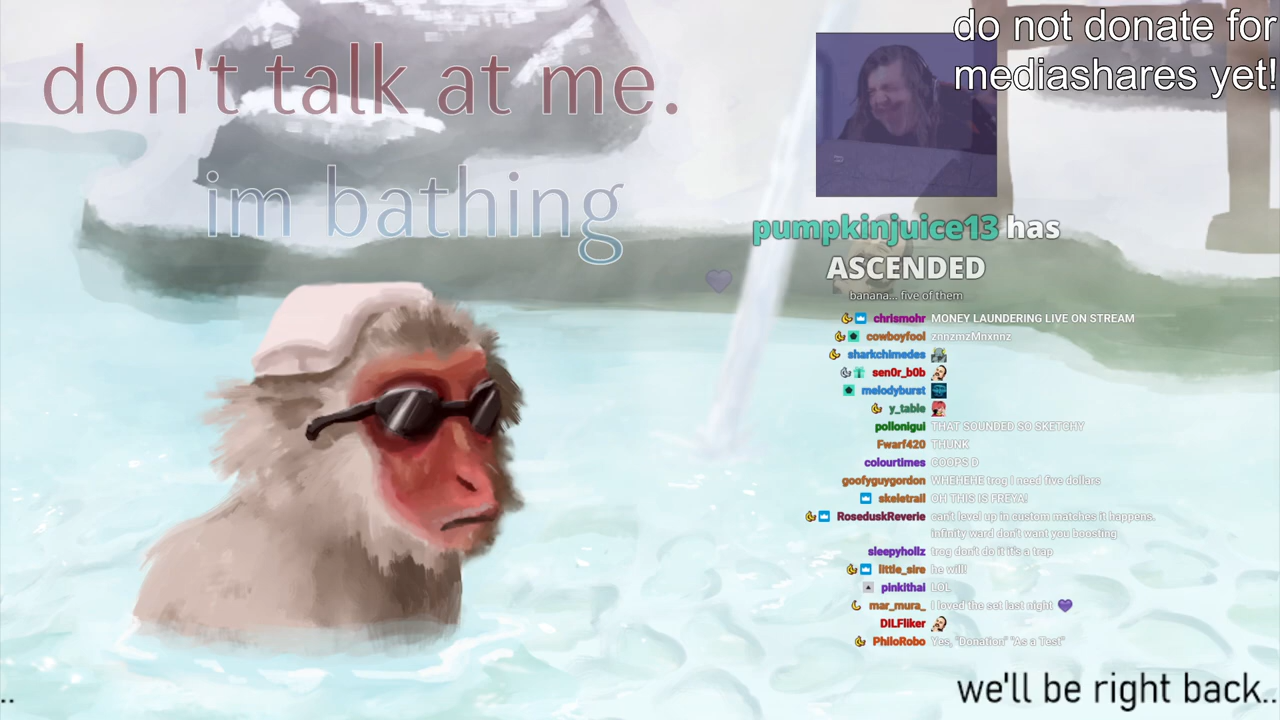 do not donate for
mediashares yet!
don't talk at me.
im bathing
pumpkinjuice13 has
ASCENDED
banana... five of them
chrismohr MONEY LAUNDERING LIVE ON STREAM
cowboyfool znnzmzMnxnnz
sharkchimedes
sen0r_b0b
melodyburst
y_table
pollonigui THAT SOUNDED SO SKETCHY
Fwarf420 THUNK
colourtimes COOPS D
goofyguygordon WHEHEHE trog I need five dollars
skeletrail OH THIS IS FREYA!
RoseduskReverie can't level up in custom matches it happens.
infinity ward don't want you boosting
sleepyhollz trog don't do it it's a trap
little_sire he will!
pinkithai LOL
mar_mura_ I loved the set last night 💜
DILFliker
PhiloRobo Yes, "Donation" "As a Test"
we'll be right back..
..